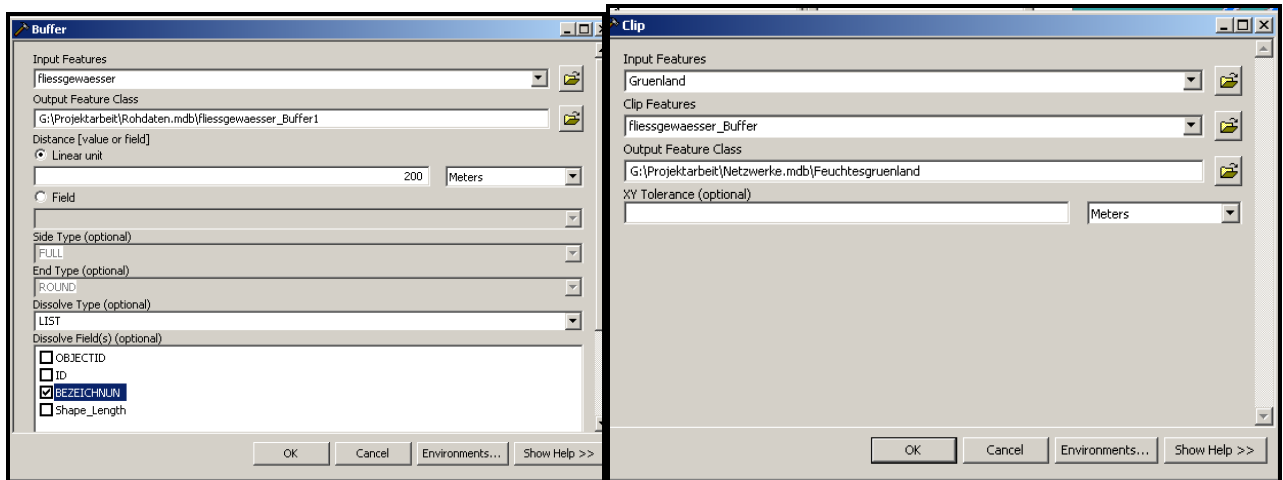 Buffer
Input Features
fliessgewaesser
Output Feature Class
G:\Projektarbeit\Rohdaten.mdb\fliessgewaesser_Buffer1
Distance [value or field]
Linear unit
200 Meters
Field
Side Type (optional)
FULL
End Type (optional)
ROUND
Dissolve Type (optional)
LIST
Dissolve Field(s) (optional)
OBJECTID
ID
BEZEICHNUN
Shape_Length
OK Cancel Environments... Show Help >>
Clip
Input Features
Gruenland
Clip Features
fliessgewaesser_Buffer
Output Feature Class
G:\Projektarbeit\Netzwerke.mdb\Feuchtesgruenland
XY Tolerance (optional)
Meters
OK Cancel Environments... Show Help >>